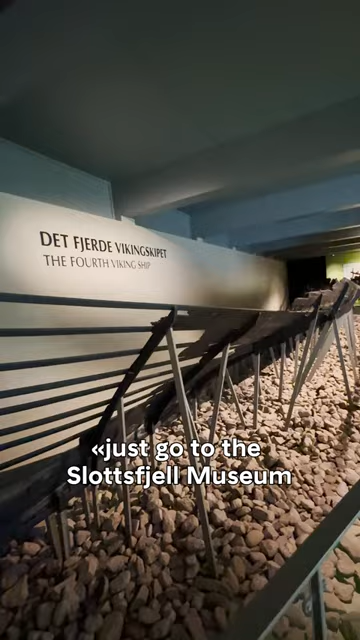 DET FJERDE VIKINGSKIPET
THE FOURTH VIKING SHIP
«just go to the
Slottsfjell Museum